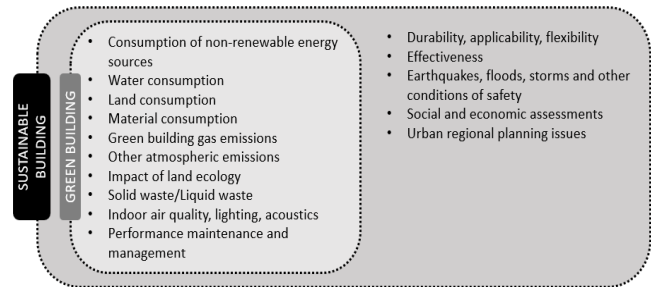 SUSTAINABLE
BUILDING
GREEN BUILDING
• Consumption of non-renewable energy
sources
• Water consumption
• Land consumption
• Material consumption
• Green building gas emissions
• Other atmospheric emissions
• Impact of land ecology
• Solid waste/Liquid waste
• Indoor air quality, lighting, acoustics
• Performance maintenance and
management
• Durability, applicability, flexibility
• Effectiveness
• Earthquakes, floods, storms and other
conditions of safety
• Social and economic assessments
• Urban regional planning issues